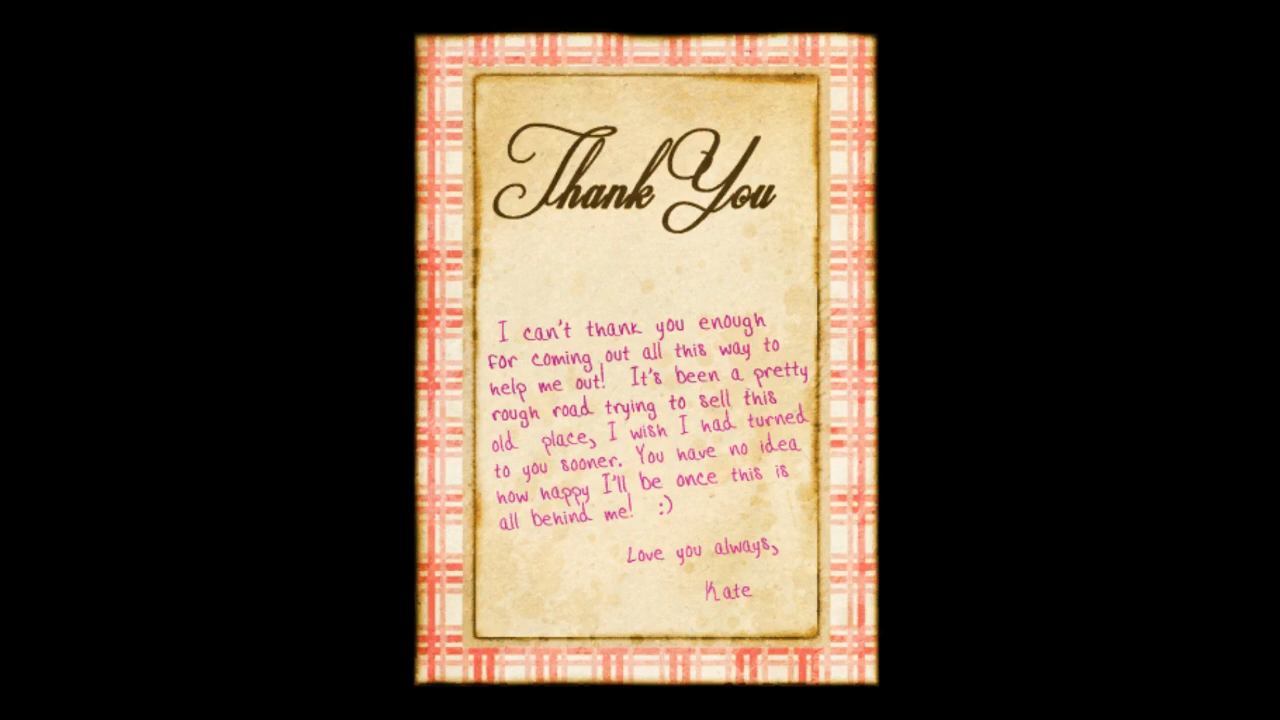 Thank You
I can't thank you enough
for coming out all this way to
help me out! It's been a pretty
rough road trying to sell this
old place, I wish I had turned
to you sooner. You have no idea
how happy I'll be once this is
all behind me! :)
Love you always,
Kate